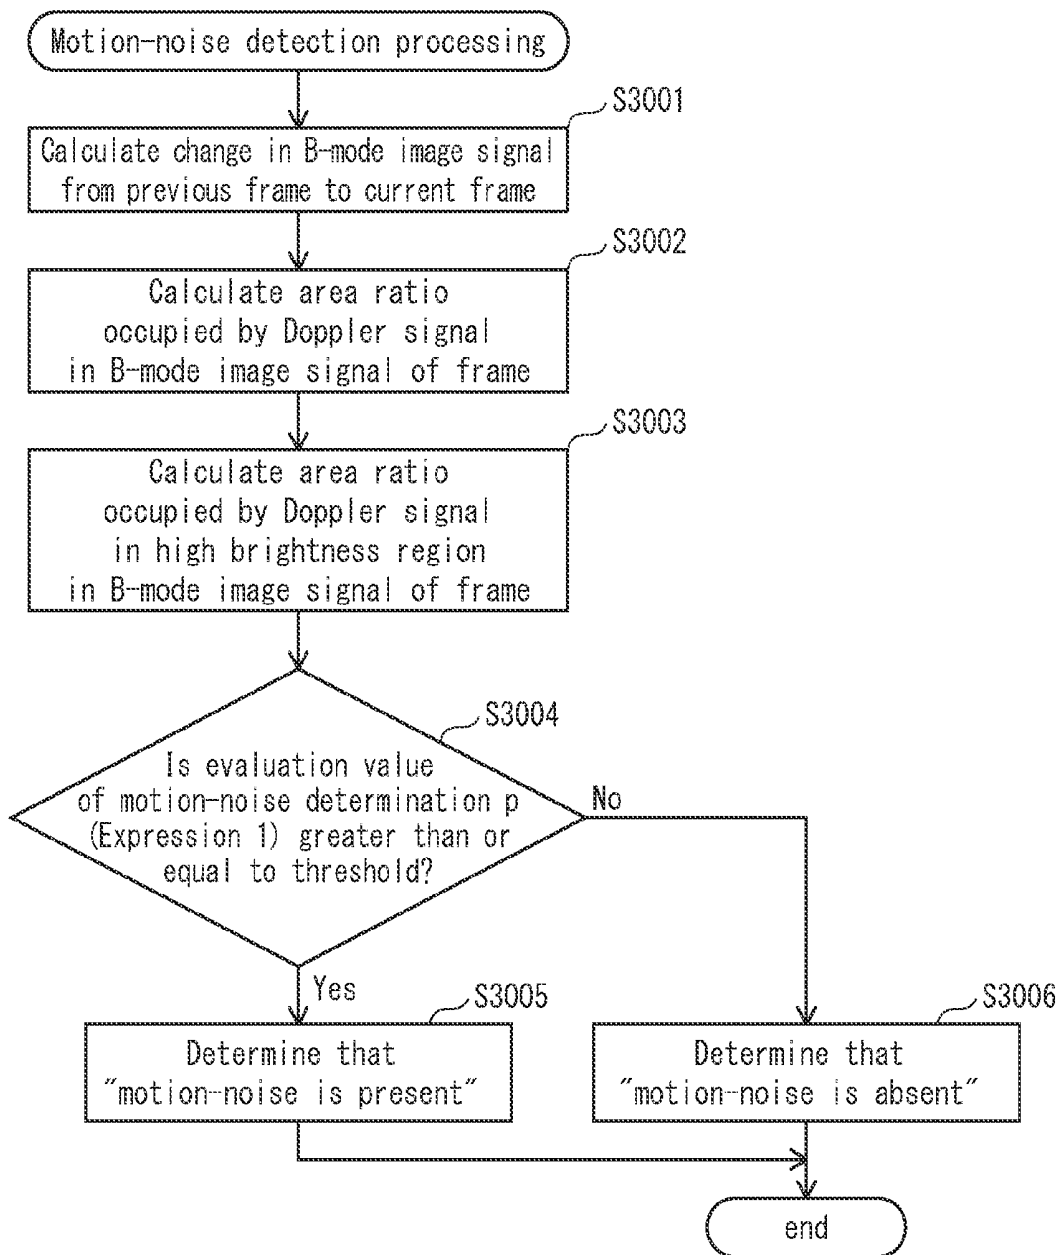 Motion-noise detection processing
S3001
Calculate change in B-mode image signal
from previous frame to current frame
S3002
Calculate area ratio
occupied by Doppler signal
in B-mode image signal of frame
S3003
Calculate area ratio
occupied by Doppler signal
in high brightness region
in B-mode image signal of frame
S3004
Is evaluation value
of motion-noise determination p
(Expression 1) greater than or
equal to threshold?
No
Yes
S3005
Determine that
"motion-noise is present"
S3006
Determine that
"motion-noise is absent"
end